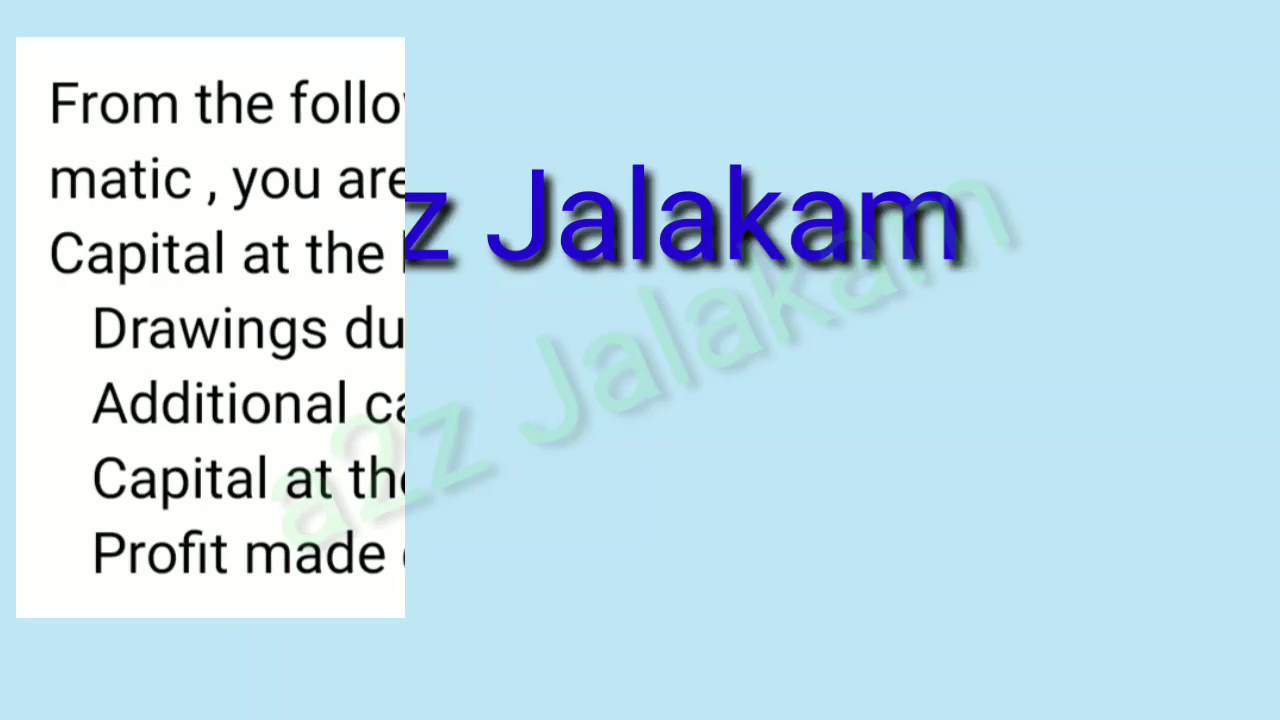 From the follo
matic , you are
Capital at the
Drawings du
Additional ca
Capital at the
Profit made
z Jalakam
a2z Jalakam